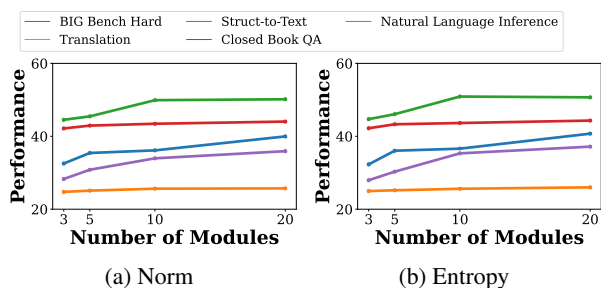 BIG Bench Hard
Struct-to-Text
Natural Language Inference
Translation
Closed Book QA
60
40
20
3 5 10 20
Performance
Number of Modules
(a) Norm
60
40
20
3 5 10 20
Performance
Number of Modules
(b) Entropy